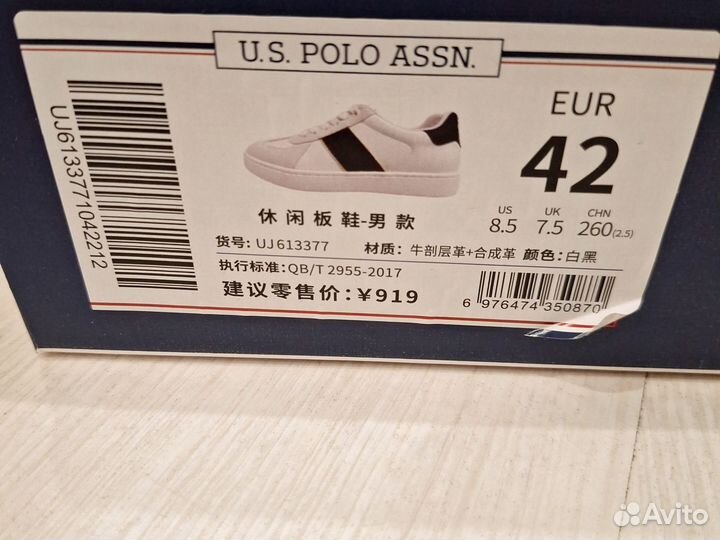 U.S. POLO ASSN.
UJ6133771042212
EUR
42
US UK CHN
8.5 7.5 260(2.5)
休闲板鞋-男款
货号: UJ613377 材质: 牛剖层革+合成革 颜色: 白黑
执行标准: QB/T 2955-2017
建议零售价: ¥919
6 976474 350870
Avito